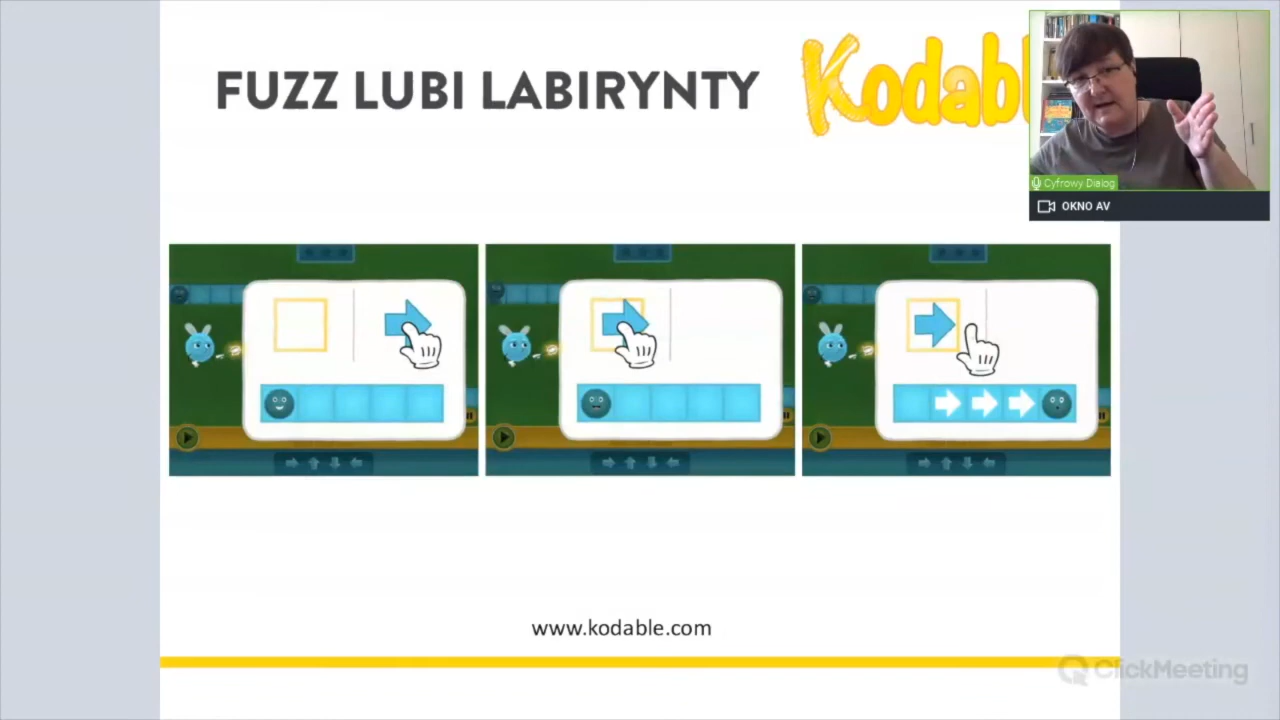 FUZZ LUBI LABIRYNTY
Kodabl
Cyfrowy Dialog
OKNO AV
www.kodable.com
ClickMeeting